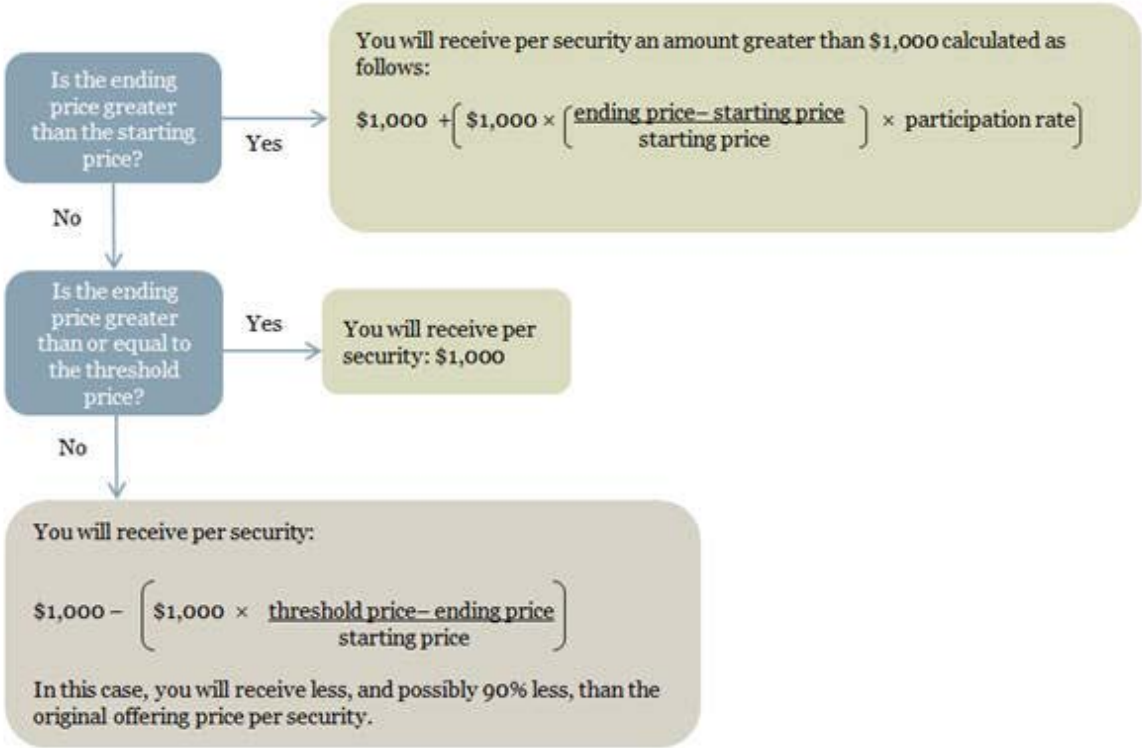 Is the ending
price greater
than the starting
price?
Yes
You will receive per security an amount greater than $1,000 calculated as
follows:
$1,000 + ( $1,000 × ( ending price– starting price
starting price ) × participation rate )
No
Is the ending
price greater
than or equal to
the threshold
price?
Yes
You will receive per
security: $1,000
No
You will receive per security:
$1,000 – ( $1,000 × threshold price– ending price
starting price )
In this case, you will receive less, and possibly 90% less, than the
original offering price per security.